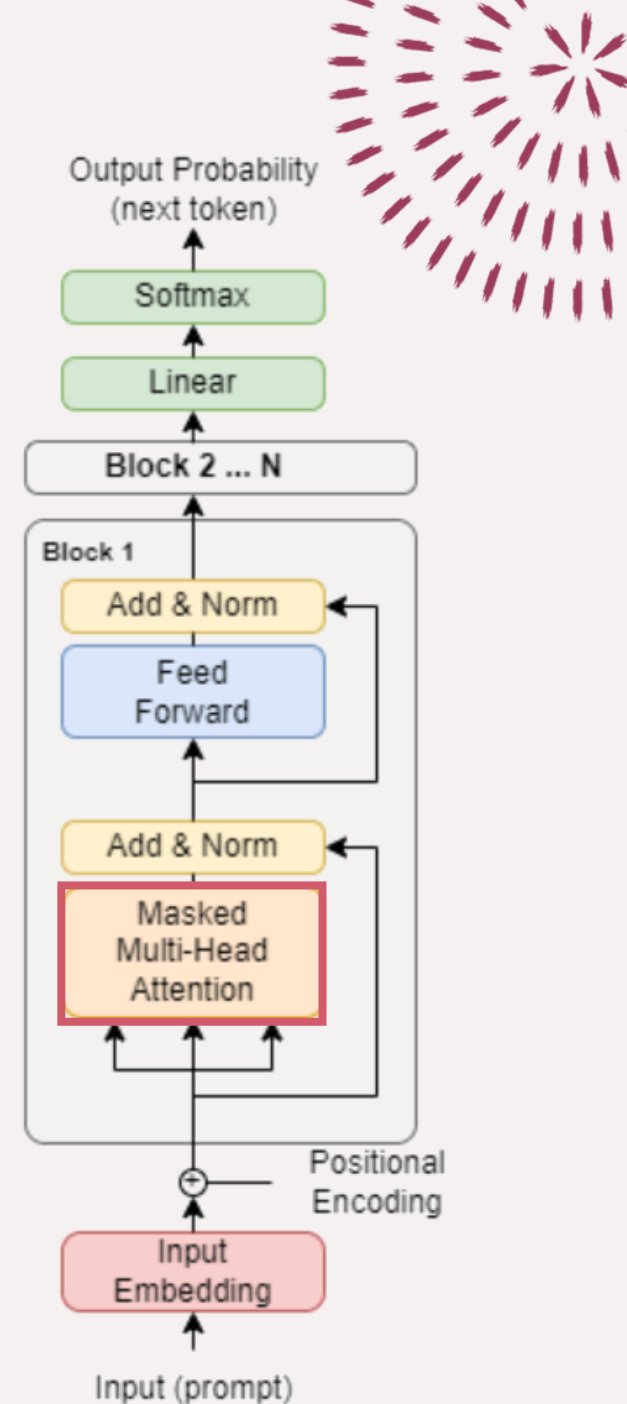 Output Probability
(next token)
Softmax
Linear
Block 2 ... N
Block 1
Add & Norm
Feed
Forward
Add & Norm
Masked
Multi-Head
Attention
Positional
Encoding
Input
Embedding
Input (prompt)